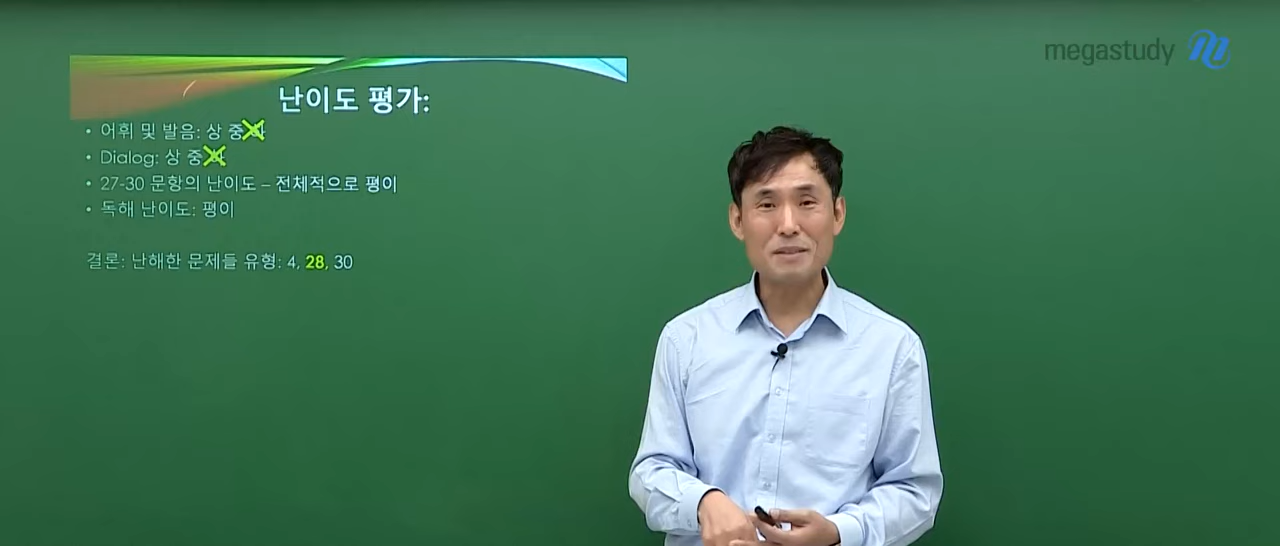 megastudy
난이도 평가:
• 어휘 및 발음: 상 중
• Dialog: 상 중
• 27-30 문항의 난이도 – 전체적으로 평이
• 독해 난이도: 평이
결론: 난해한 문제들 유형: 4, 28, 30